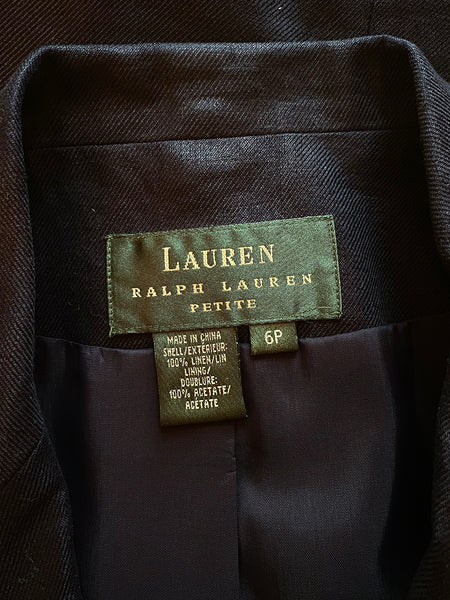 LAUREN
RALPH LAUREN
PETITE
6P
MADE IN CHINA
SHELL/EXTÉRIEUR:
100% LINEN/LIN
LINING/
DOUBLURE:
100% ACETATE/
ACÉTATE